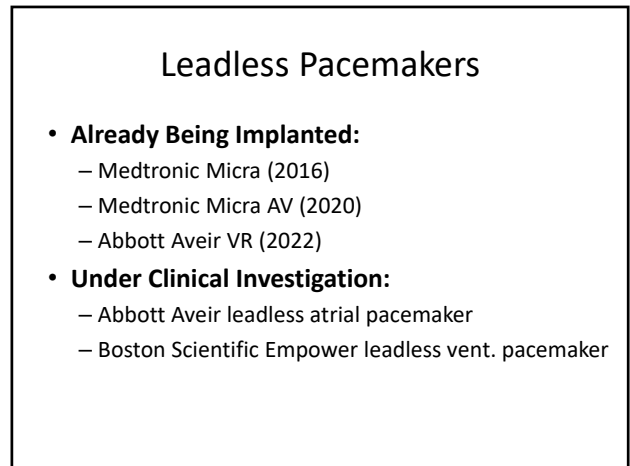 Leadless Pacemakers
• Already Being Implanted:
– Medtronic Micra (2016)
– Medtronic Micra AV (2020)
– Abbott Aveir VR (2022)
• Under Clinical Investigation:
– Abbott Aveir leadless atrial pacemaker
– Boston Scientific Empower leadless vent. pacemaker